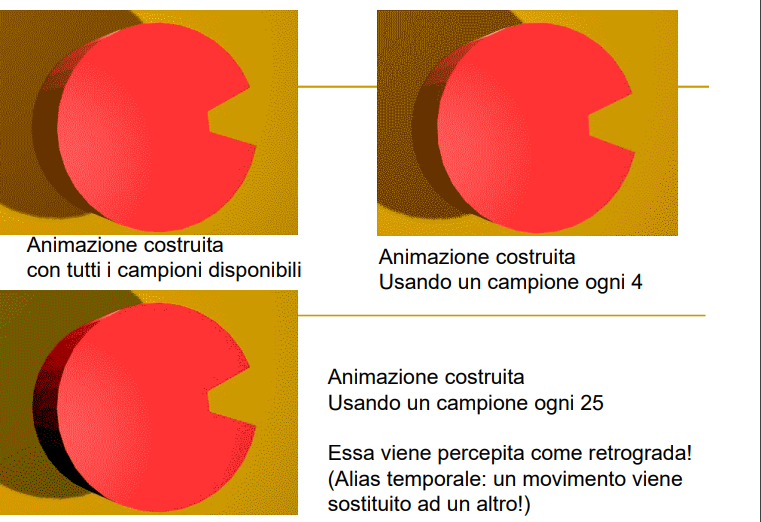 Animazione costruita
con tutti i campioni disponibili
Animazione costruita
Usando un campione ogni 4
Animazione costruita
Usando un campione ogni 25
Essa viene percepita come retrograda!
(Alias temporale: un movimento viene
sostituito ad un altro!)